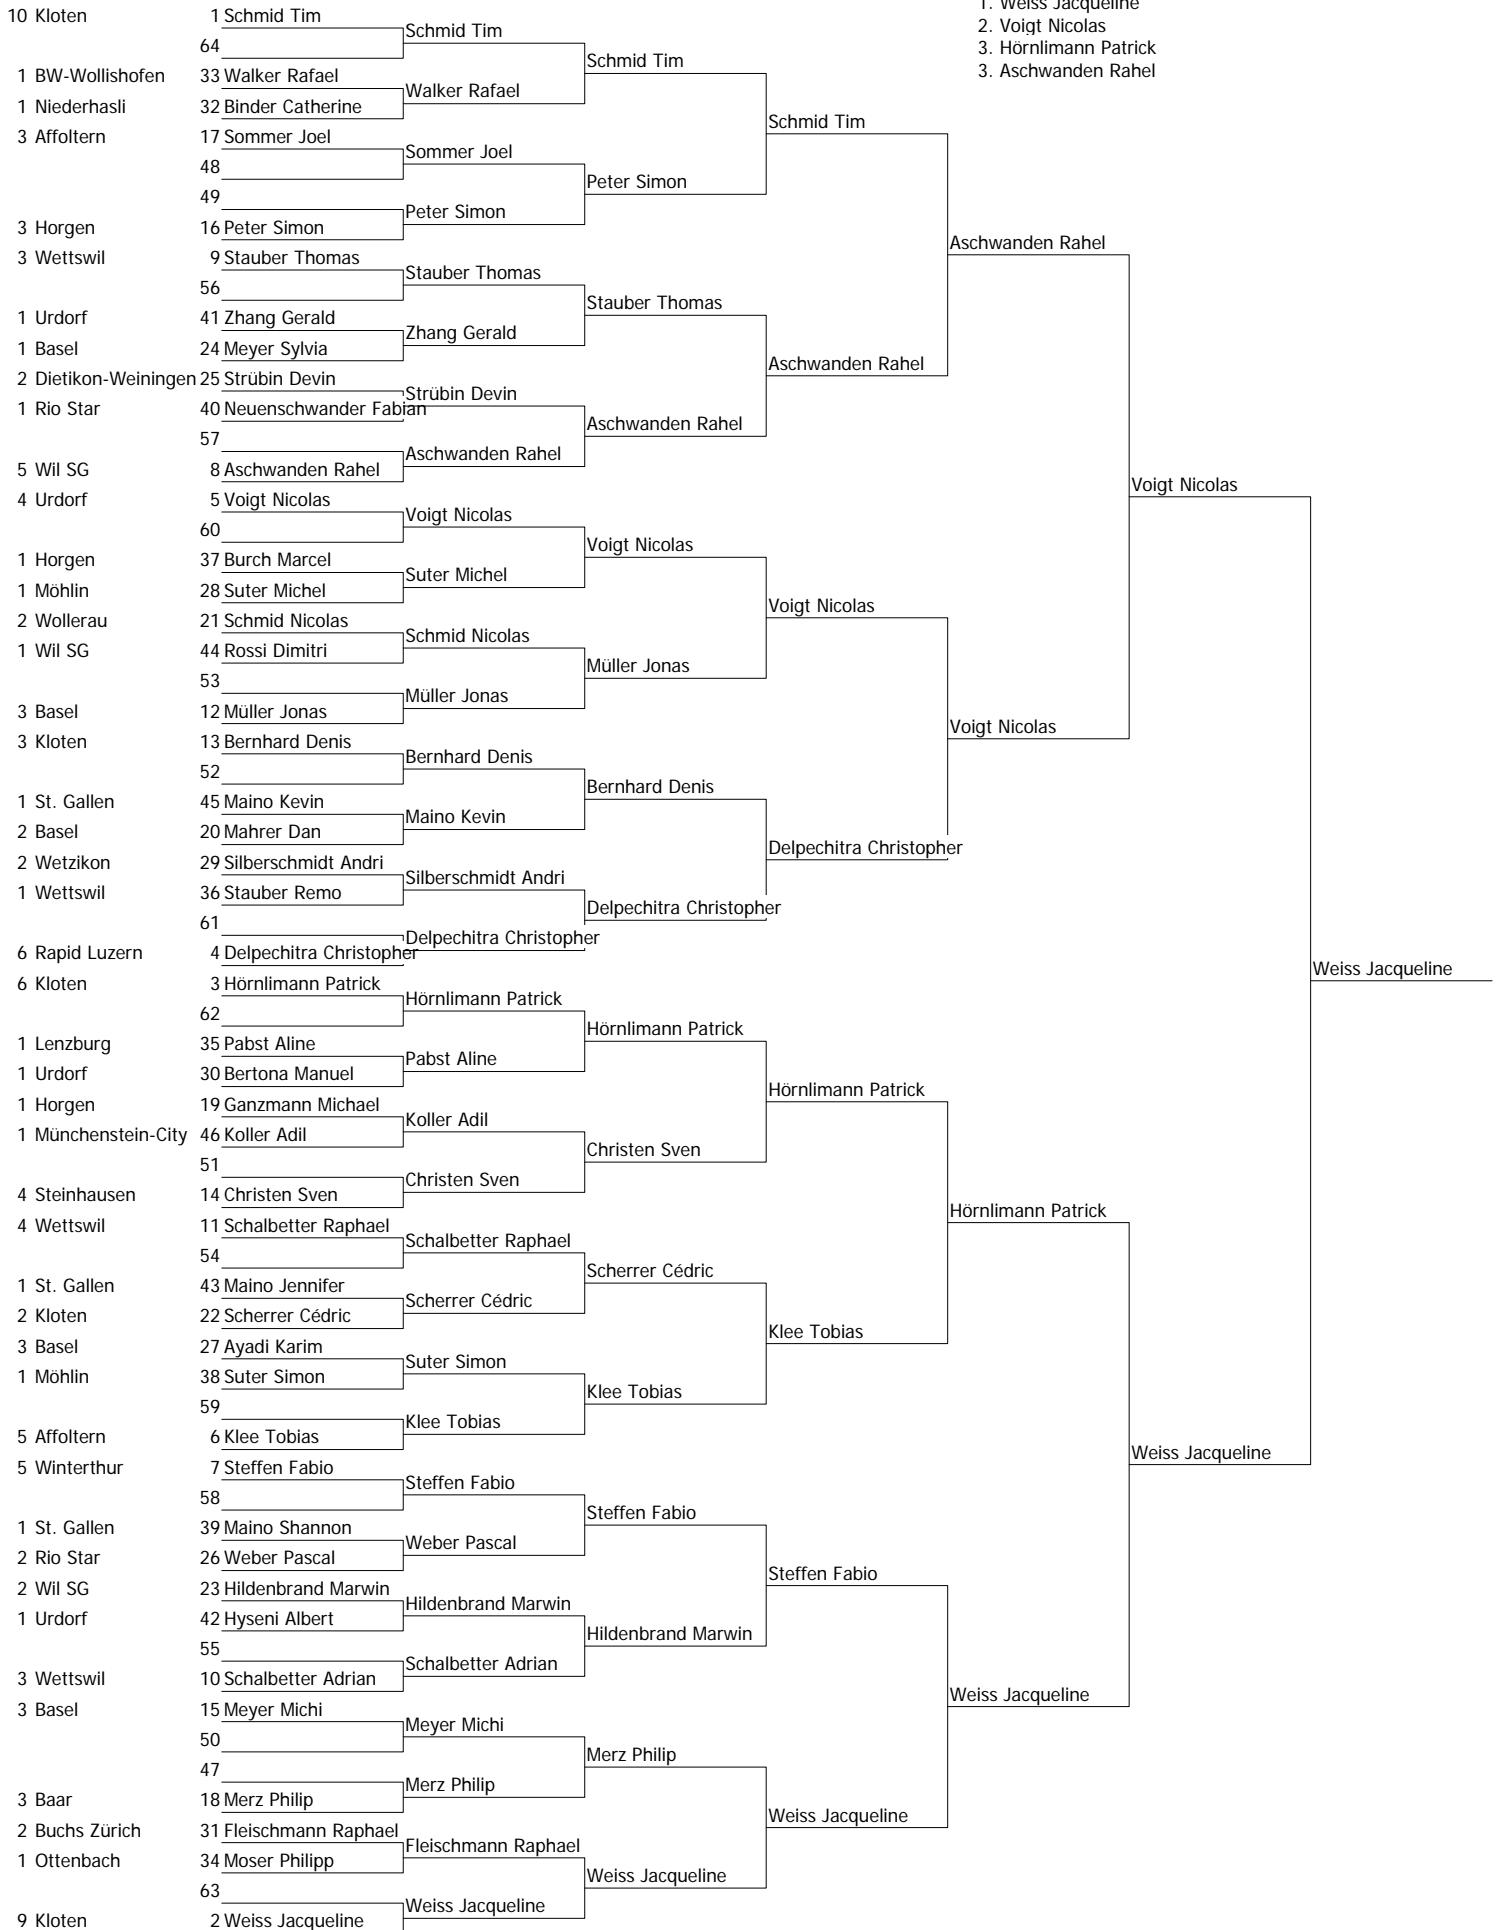 1. Weiss Jacqueline
2. Voigt Nicolas
3. Hörnlimann Patrick
3. Aschwanden Rahel
10 Kloten 1 Schmid Tim
64
1 BW-Wollishofen 33 Walker Rafael
1 Niederhasli 32 Binder Catherine
3 Affoltern 17 Sommer Joel
48
49
3 Horgen 16 Peter Simon
3 Wettswil 9 Stauber Thomas
56
1 Urdorf 41 Zhang Gerald
1 Basel 24 Meyer Sylvia
2 Dietikon-Weiningen 25 Strübin Devin
1 Rio Star 40 Neuenschwander Fabian
57
5 Wil SG 8 Aschwanden Rahel
4 Urdorf 5 Voigt Nicolas
60
1 Horgen 37 Burch Marcel
1 Möhlin 28 Suter Michel
2 Wollerau 21 Schmid Nicolas
1 Wil SG 44 Rossi Dimitri
53
3 Basel 12 Müller Jonas
3 Kloten 13 Bernhard Denis
52
1 St. Gallen 45 Maino Kevin
2 Basel 20 Mahrer Dan
2 Wetzikon 29 Silberschmidt Andri
1 Wettswil 36 Stauber Remo
61
6 Rapid Luzern 4 Delpechitra Christopher
6 Kloten 3 Hörnlimann Patrick
62
1 Lenzburg 35 Pabst Aline
1 Urdorf 30 Bertona Manuel
1 Horgen 19 Ganzmann Michael
1 Münchenstein-City 46 Koller Adil
51
4 Steinhausen 14 Christen Sven
4 Wettswil 11 Schalbetter Raphael
54
1 St. Gallen 43 Maino Jennifer
2 Kloten 22 Scherrer Cédric
3 Basel 27 Ayadi Karim
1 Möhlin 38 Suter Simon
59
5 Affoltern 6 Klee Tobias
5 Winterthur 7 Steffen Fabio
58
1 St. Gallen 39 Maino Shannon
2 Rio Star 26 Weber Pascal
2 Wil SG 23 Hildenbrand Marwin
1 Urdorf 42 Hyseni Albert
55
3 Wettswil 10 Schalbetter Adrian
3 Basel 15 Meyer Michi
50
47
3 Baar 18 Merz Philip
2 Buchs Zürich 31 Fleischmann Raphael
1 Ottenbach 34 Moser Philipp
63
9 Kloten 2 Weiss Jacqueline
Schmid Tim
Walker Rafael
Sommer Joel
Peter Simon
Stauber Thomas
Zhang Gerald
Strübin Devin
Aschwanden Rahel
Voigt Nicolas
Suter Michel
Schmid Nicolas
Müller Jonas
Bernhard Denis
Maino Kevin
Silberschmidt Andri
Delpechitra Christopher
Hörnlimann Patrick
Pabst Aline
Koller Adil
Christen Sven
Schalbetter Raphael
Scherrer Cédric
Suter Simon
Klee Tobias
Steffen Fabio
Weber Pascal
Hildenbrand Marwin
Schalbetter Adrian
Meyer Michi
Merz Philip
Fleischmann Raphael
Weiss Jacqueline
Schmid Tim
Peter Simon
Stauber Thomas
Aschwanden Rahel
Voigt Nicolas
Müller Jonas
Bernhard Denis
Delpechitra Christopher
Hörnlimann Patrick
Christen Sven
Scherrer Cédric
Klee Tobias
Steffen Fabio
Hildenbrand Marwin
Merz Philip
Weiss Jacqueline
Schmid Tim
Aschwanden Rahel
Voigt Nicolas
Delpechitra Christopher
Hörnlimann Patrick
Klee Tobias
Steffen Fabio
Weiss Jacqueline
Aschwanden Rahel
Voigt Nicolas
Hörnlimann Patrick
Weiss Jacqueline
Voigt Nicolas
Weiss Jacqueline
Weiss Jacqueline